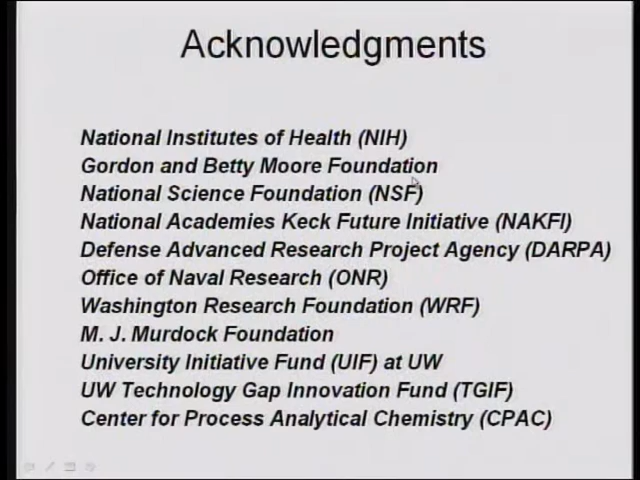 Acknowledgments
National Institutes of Health (NIH)
Gordon and Betty Moore Foundation
National Science Foundation (NSF)
National Academies Keck Future Initiative (NAKFI)
Defense Advanced Research Project Agency (DARPA)
Office of Naval Research (ONR)
Washington Research Foundation (WRF)
M. J. Murdock Foundation
University Initiative Fund (UIF) at UW
UW Technology Gap Innovation Fund (TGIF)
Center for Process Analytical Chemistry (CPAC)